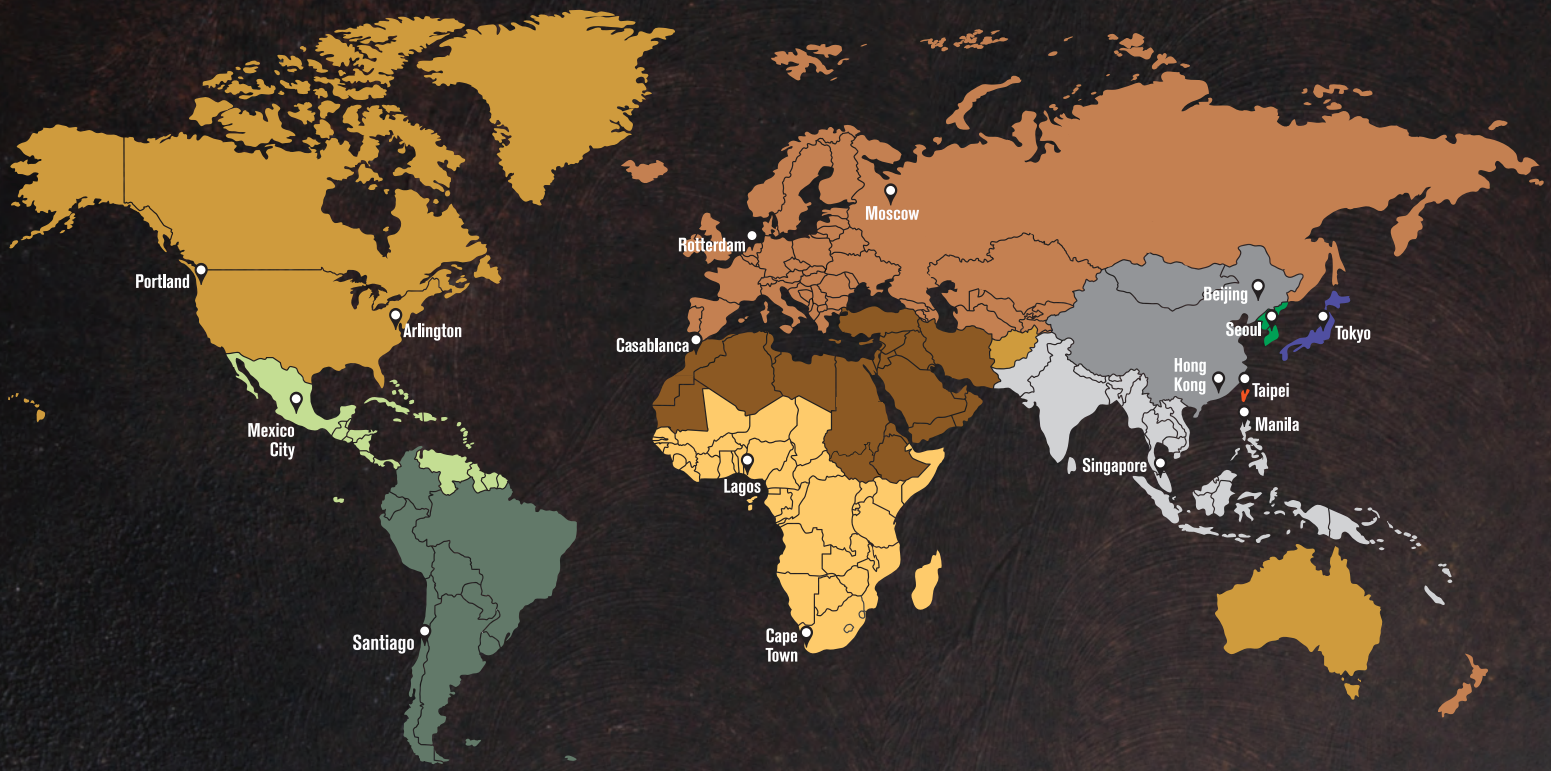 Moscow
Rotterdam
Portland
Beijing
Arlington
Seoul
Tokyo
Casablanca
Hong
Kong
Taipei
Mexico
City
Manila
Singapore
Lagos
Santiago
Cape
Town